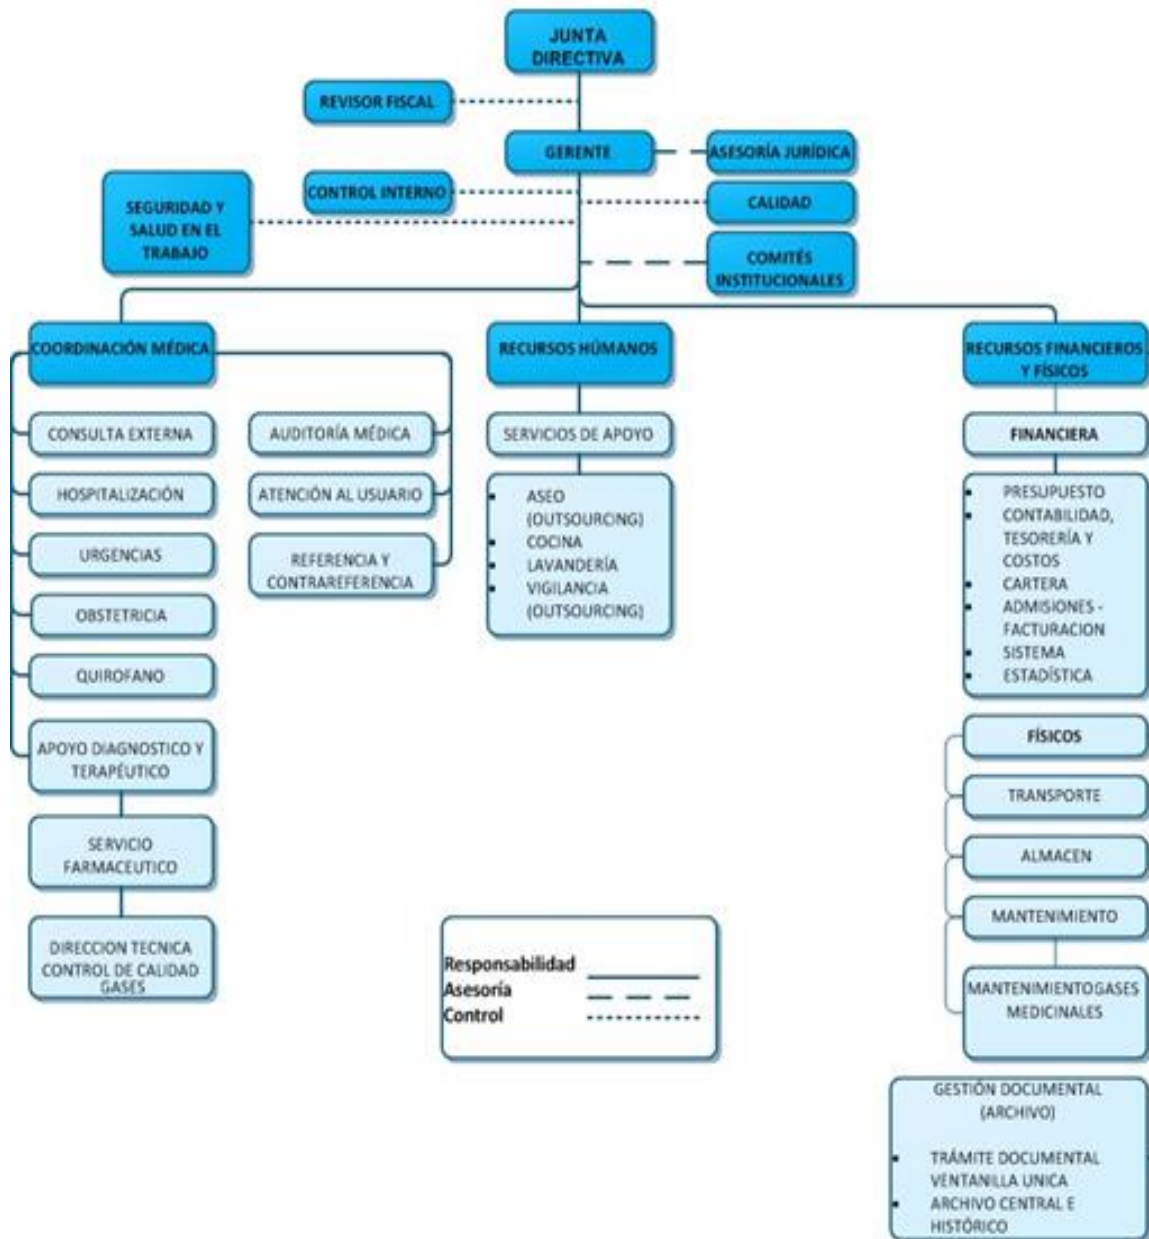 JUNTA
DIRECTIVA
REVISOR FISCAL
GERENTE
ASESORÍA JURÍDICA
CONTROL INTERNO
CALIDAD
SEGURIDAD Y
SALUD EN EL
TRABAJO
COMITÉS
INSTITUCIONALES
COORDINACIÓN MÉDICA
CONSULTA EXTERNA
HOSPITALIZACIÓN
URGENCIAS
OBSTETRICIA
QUIROFANO
APOYO DIAGNOSTICO Y
TERAPÉUTICO
SERVICIO
FARMACEUTICO
DIRECCION TECNICA
CONTROL DE CALIDAD
GASES
AUDITORÍA MÉDICA
ATENCIÓN AL USUARIO
REFERENCIA Y
CONTRAREFERENCIA
RECURSOS HÚMANOS
SERVICIOS DE APOYO
▪ ASEO
(OUTSOURCING)
▪ COCINA
▪ LAVANDERÍA
▪ VIGILANCIA
(OUTSOURCING)
RECURSOS FINANCIEROS
Y FÍSICOS
FINANCIERA
▪ PRESUPUESTO
▪ CONTABILIDAD,
TESORERÍA Y
COSTOS
▪ CARTERA
▪ ADMISIONES -
FACTURACION
▪ SISTEMA
▪ ESTADÍSTICA
FÍSICOS
TRANSPORTE
ALMACEN
MANTENIMIENTO
MANTENIMIENTOGASES
MEDICINALES
GESTIÓN DOCUMENTAL
(ARCHIVO)
▪ TRÁMITE DOCUMENTAL
VENTANILLA UNICA
▪ ARCHIVO CENTRAL E
HISTÓRICO
Responsabilidad
Asesoría
Control